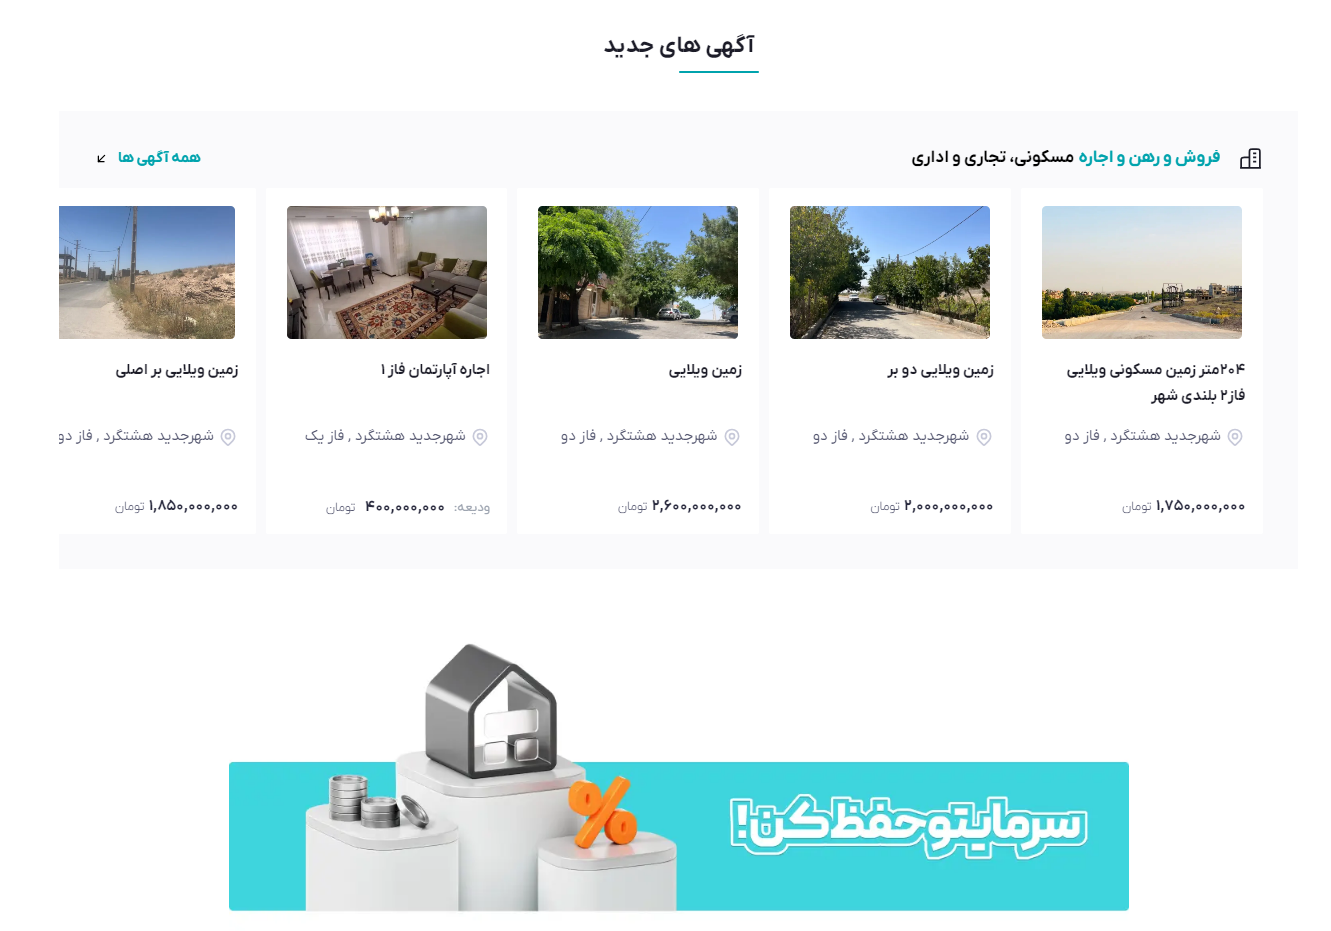 آگهی های جدید
فروش و رهن و اجاره مسکونی، تجاری و اداری
همه آگهی ها
۲۰۴متر زمین مسکونی ویلایی
فاز۲ بلندی شهر
شهرجدید هشتگرد , فاز دو
۱,۷۵۰,۰۰۰,۰۰۰ تومان
زمین ویلایی دو بر
شهرجدید هشتگرد , فاز دو
۲,۰۰۰,۰۰۰,۰۰۰ تومان
زمین ویلایی
شهرجدید هشتگرد , فاز دو
۲,۶۰۰,۰۰۰,۰۰۰ تومان
اجاره آپارتمان فاز ۱
شهرجدید هشتگرد , فاز یک
ودیعه: ۴۰۰,۰۰۰,۰۰۰ تومان
زمین ویلایی بر اصلی
شهرجدید هشتگرد , فاز دو
۱,۸۵۰,۰۰۰,۰۰۰ تومان
سرمایتو حفظ کن!